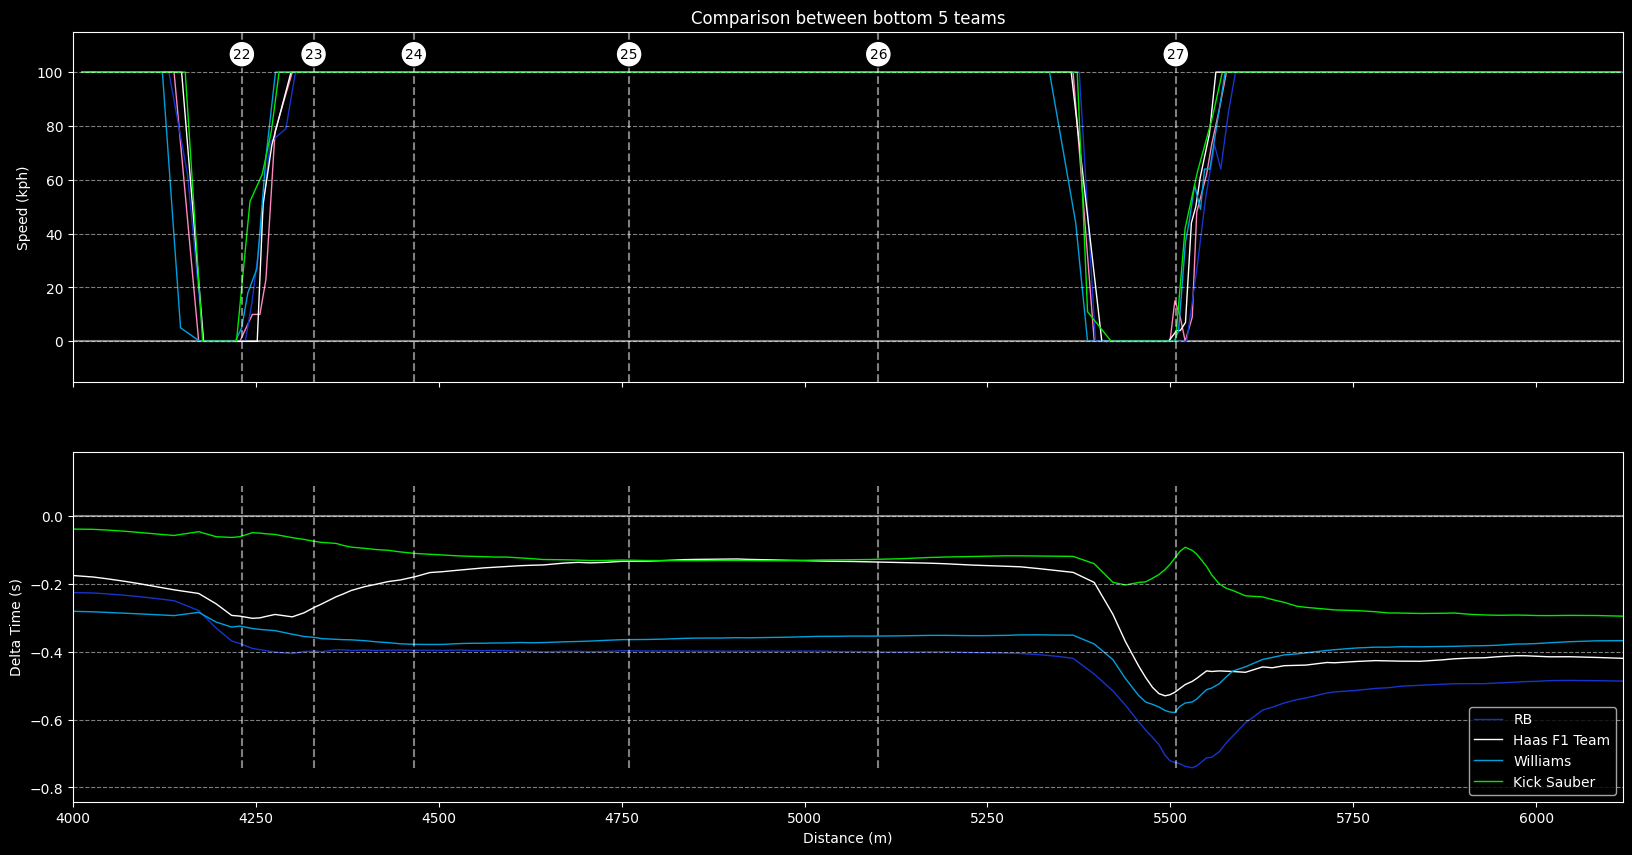 Comparison between bottom 5 teams
22 23 24 25 26 27
100
80
60
40
20
0
Speed (kph)
0.0
−0.2
−0.4
−0.6
−0.8
Delta Time (s)
RB
Haas F1 Team
Williams
Kick Sauber
4000 4250 4500 4750 5000 5250 5500 5750 6000
Distance (m)